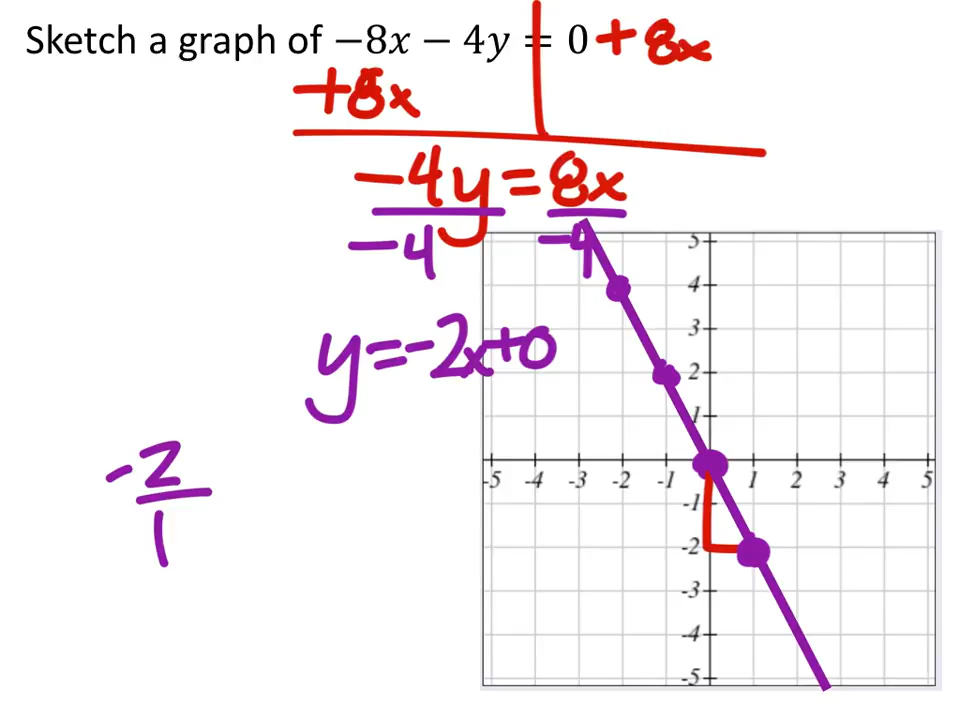 Sketch a graph of −8x − 4y = 0 + 8x
+8x
-4y = 8x
-4 -4
y = -2x+0
-2
1
5
4
3
2
1
-5 -4 -3 -2 -1 1 2 3 4 5
-1
-2
-3
-4
-5